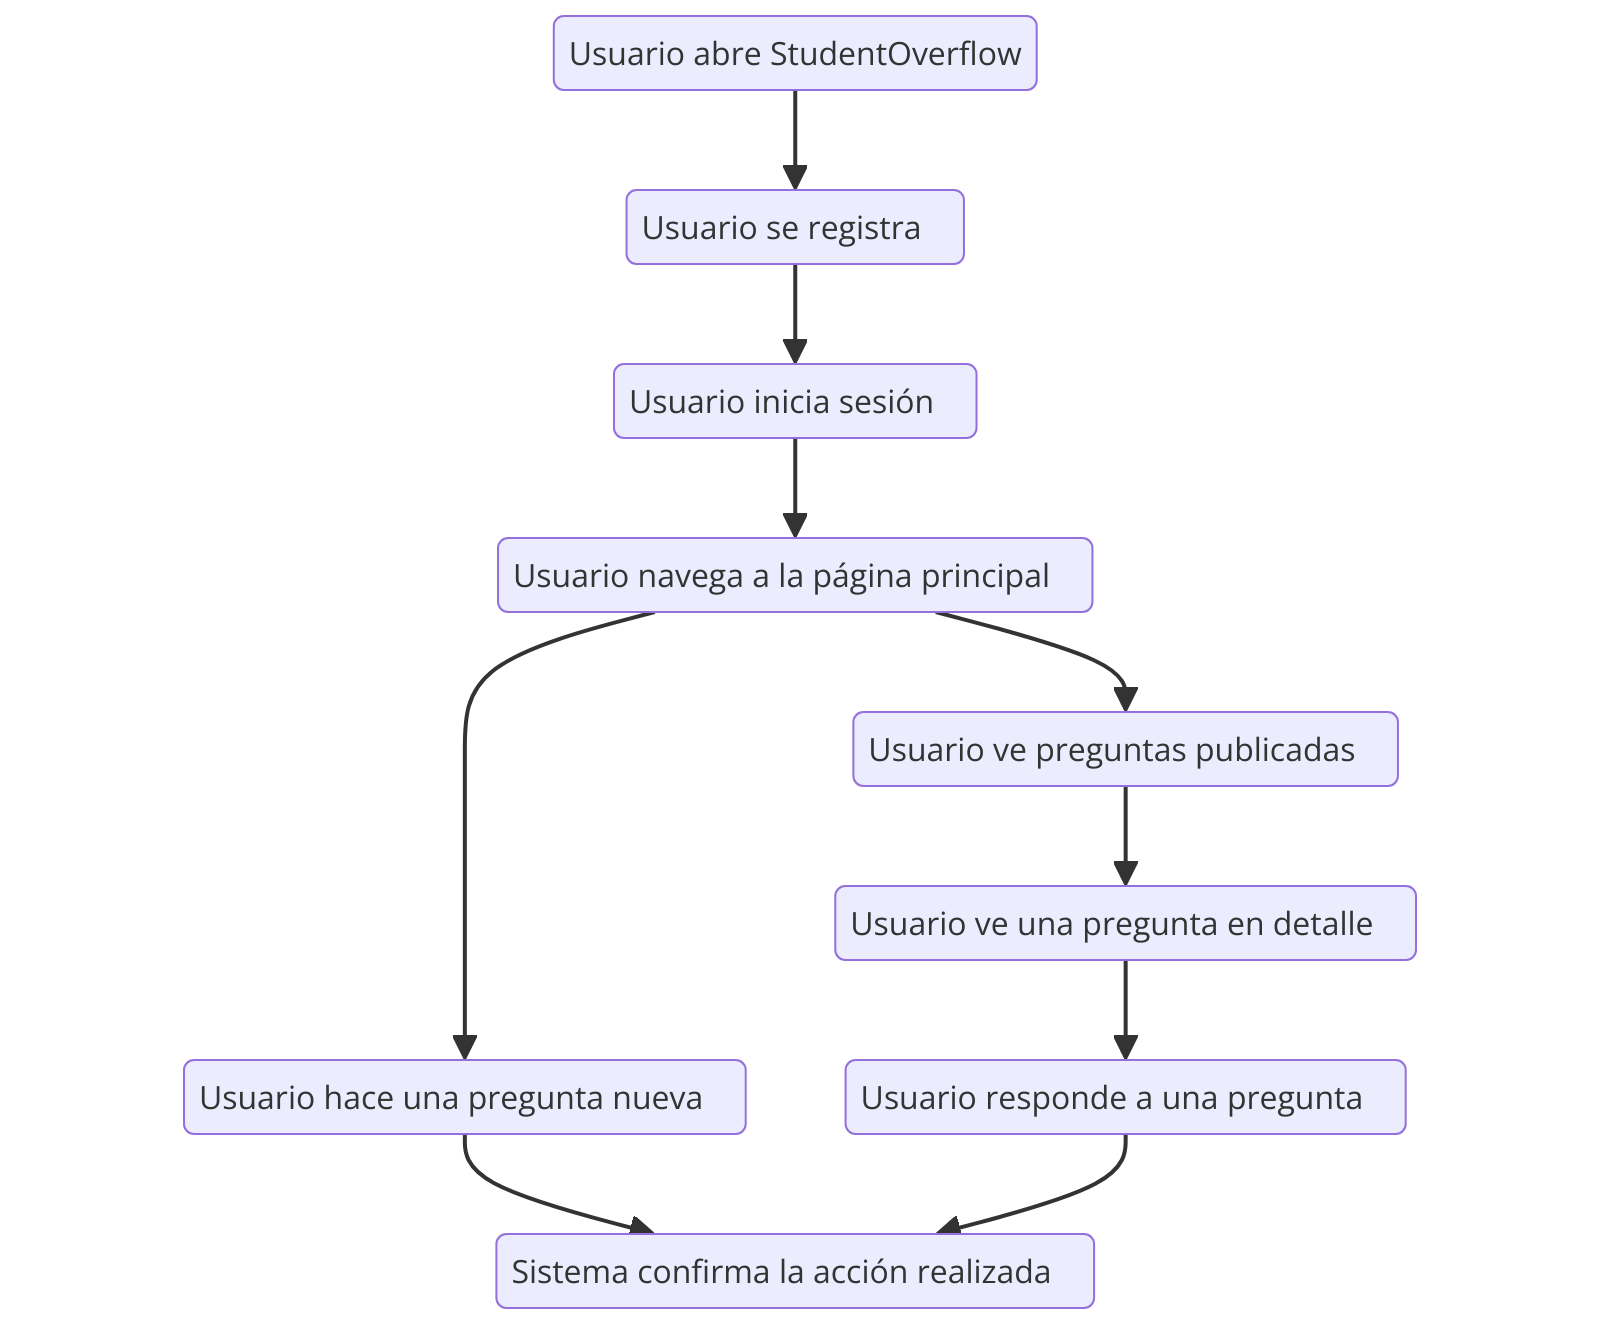 Usuario abre StudentOverflow
Usuario se registra
Usuario inicia sesión
Usuario navega a la página principal
Usuario ve preguntas publicadas
Usuario ve una pregunta en detalle
Usuario hace una pregunta nueva
Usuario responde a una pregunta
Sistema confirma la acción realizada